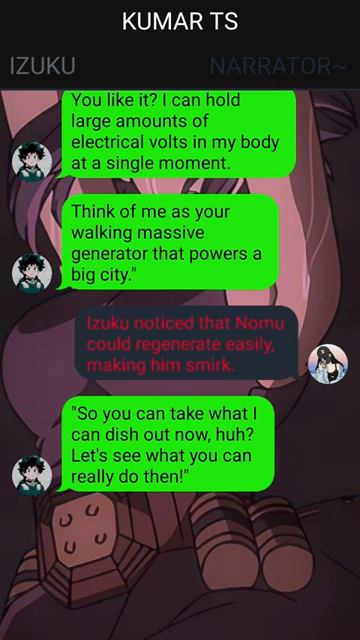 KUMAR TS
IZUKU
NARRATOR~
You like it? I can hold
large amounts of
electrical volts in my body
at a single moment.
Think of me as your
walking massive
generator that powers a
big city."
Izuku noticed that Nomu
could regenerate easily,
making him smirk.
"So you can take what I
can dish out now, huh?
Let's see what you can
really do then!"